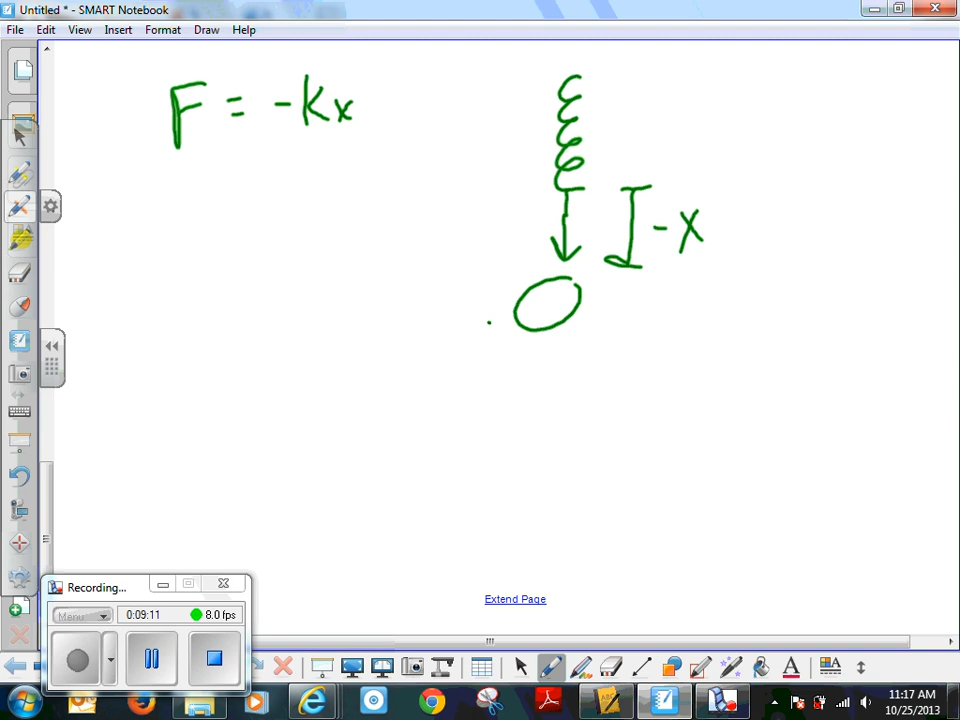 Untitled * - SMART Notebook
File Edit View Insert Format Draw Help
F = -Kx
-x
Extend Page
Recording...
Menu 0:09:11 8.0 fps
11:17 AM
10/25/2013